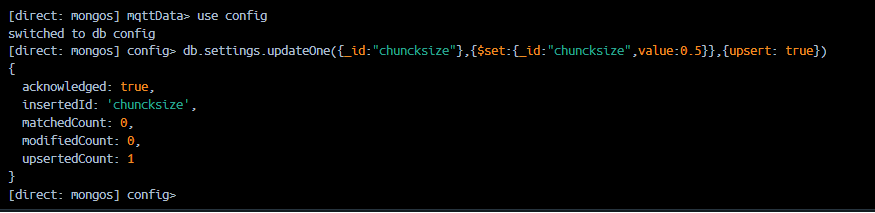 [direct: mongos] mqttData> use config
switched to db config
[direct: mongos] config> db.settings.updateOne({_id:"chuncksize"},{$set:{_id:"chuncksize",value:0.5}},{upsert: true})
{
  acknowledged: true,
  insertedId: 'chuncksize',
  matchedCount: 0,
  modifiedCount: 0,
  upsertedCount: 1
}
[direct: mongos] config>